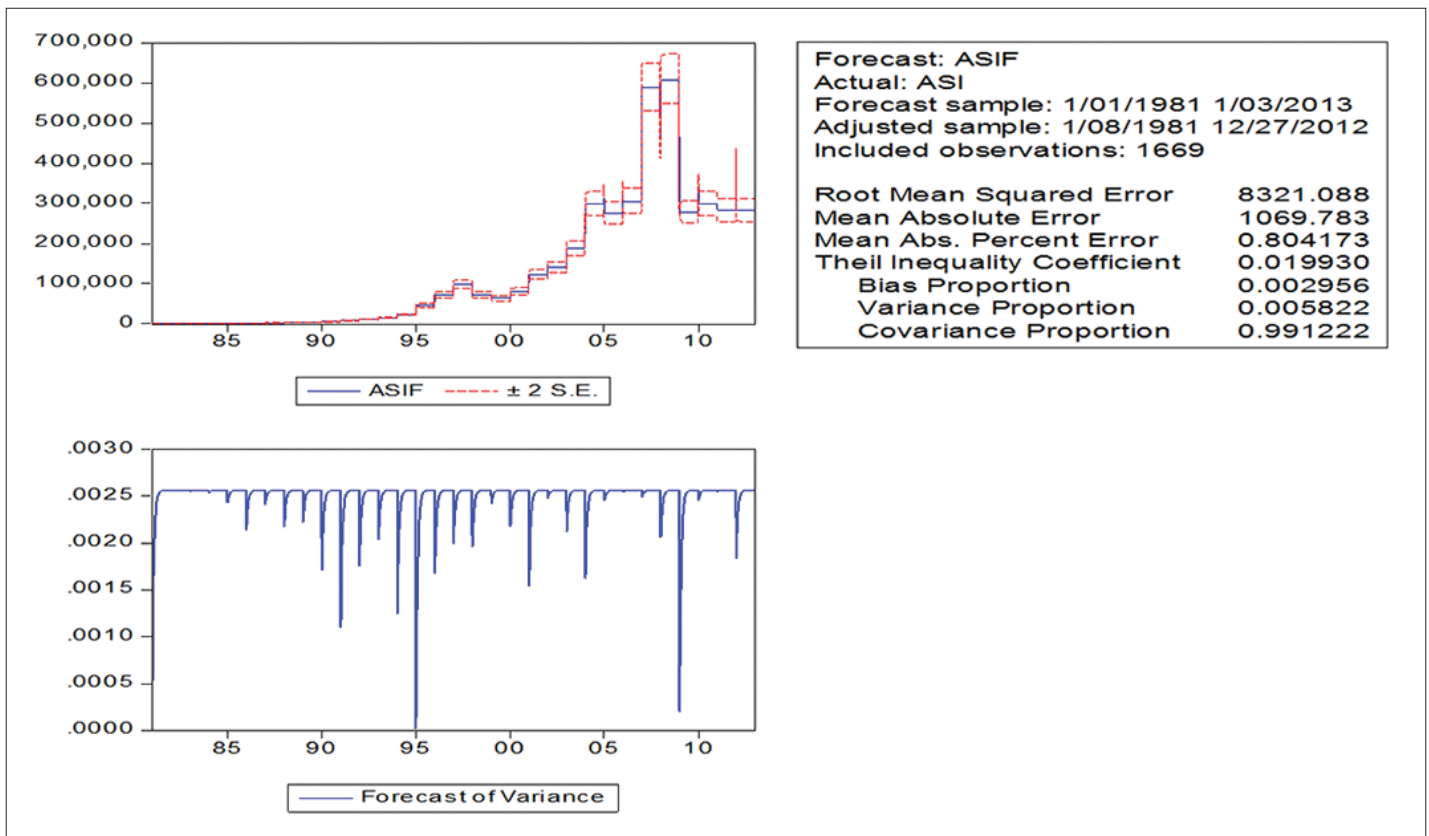 700,000
600,000
500,000
400,000
300,000
200,000
100,000
0
85 90 95 00 05 10
ASIF ± 2 S.E.
Forecast: ASIF
Actual: ASI
Forecast sample: 1/01/1981 1/03/2013
Adjusted sample: 1/08/1981 12/27/2012
Included observations: 1669
Root Mean Squared Error 8321.088
Mean Absolute Error 1069.783
Mean Abs. Percent Error 0.804173
Theil Inequality Coefficient 0.019930
Bias Proportion 0.002956
Variance Proportion 0.005822
Covariance Proportion 0.991222
.0030
.0025
.0020
.0015
.0010
.0005
.0000
85 90 95 00 05 10
Forecast of Variance